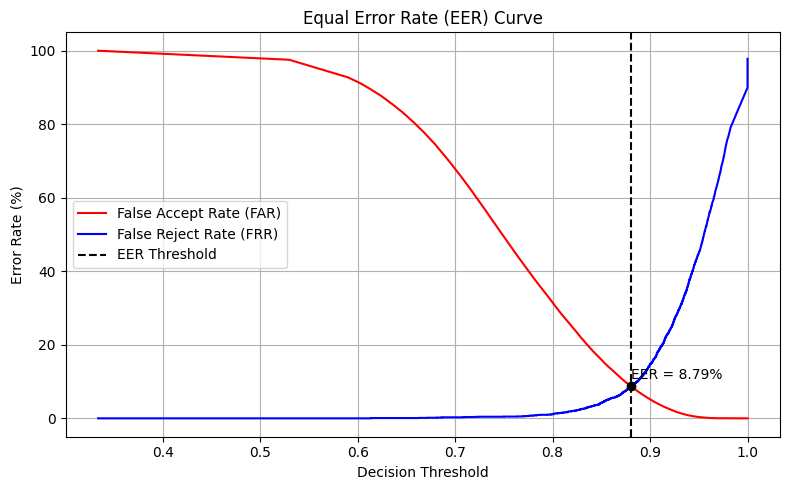 Equal Error Rate (EER) Curve
Error Rate (%)
100
80
60
40
20
0
False Accept Rate (FAR)
False Reject Rate (FRR)
EER Threshold
EER = 8.79%
0.4 0.5 0.6 0.7 0.8 0.9 1.0
Decision Threshold